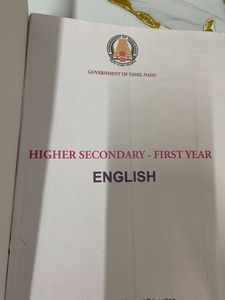 GOVERNMENT OF TAMIL NADU
HIGHER SECONDARY - FIRST YEAR
ENGLISH